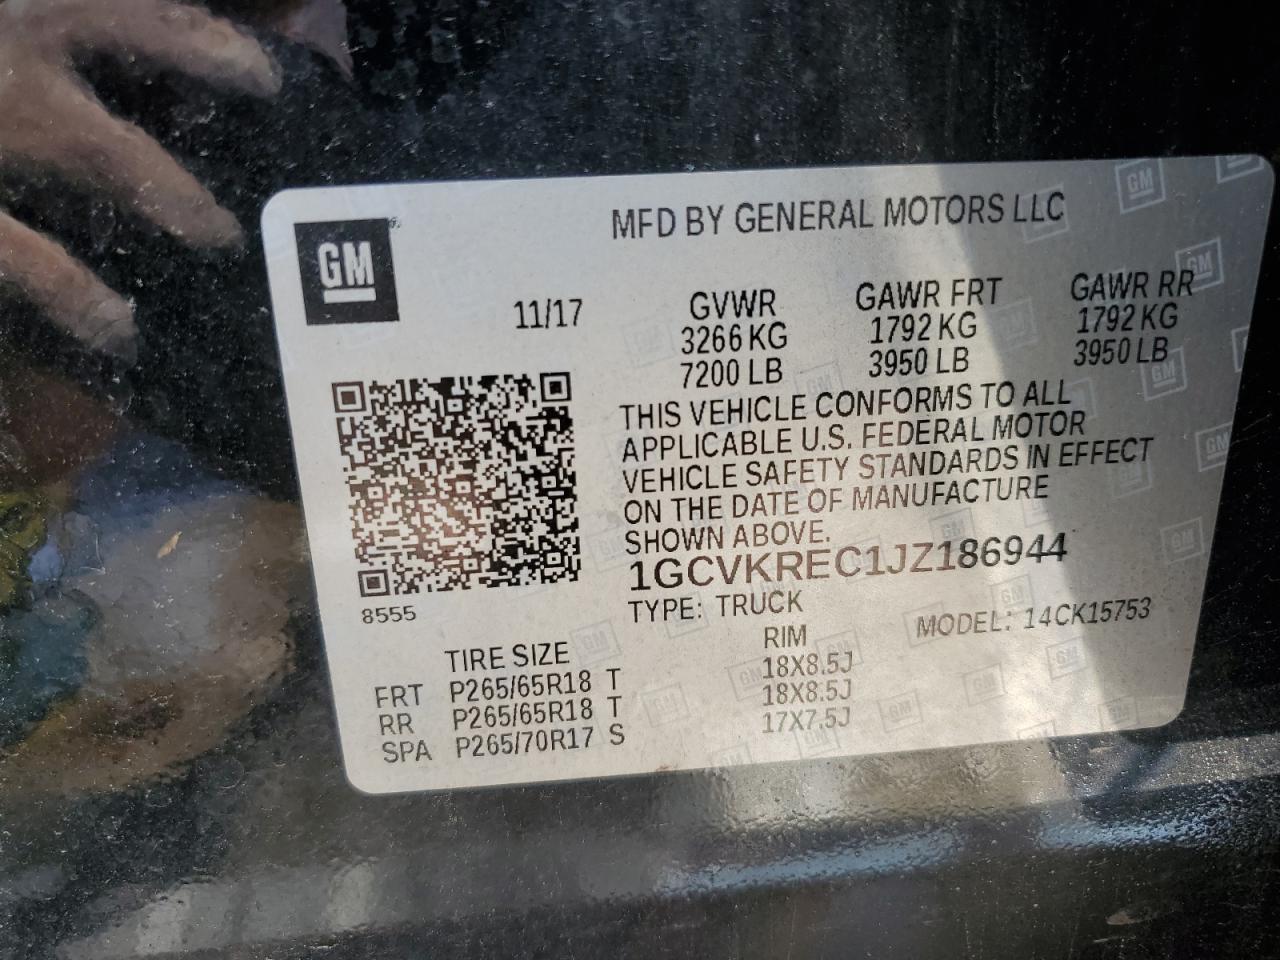 GM
MFD BY GENERAL MOTORS LLC
11/17
GVWR
3266 KG
7200 LB
GAWR FRT
1792 KG
3950 LB
GAWR RR
1792 KG
3950 LB
THIS VEHICLE CONFORMS TO ALL
APPLICABLE U.S. FEDERAL MOTOR
VEHICLE SAFETY STANDARDS IN EFFECT
ON THE DATE OF MANUFACTURE
SHOWN ABOVE.
1GCVKREC1JZ186944
8555
TYPE: TRUCK
MODEL: 14CK15753
TIRE SIZE RIM
FRT P265/65R18 T 18X8.5J
RR P265/65R18 T 18X8.5J
SPA P265/70R17 S 17X7.5J